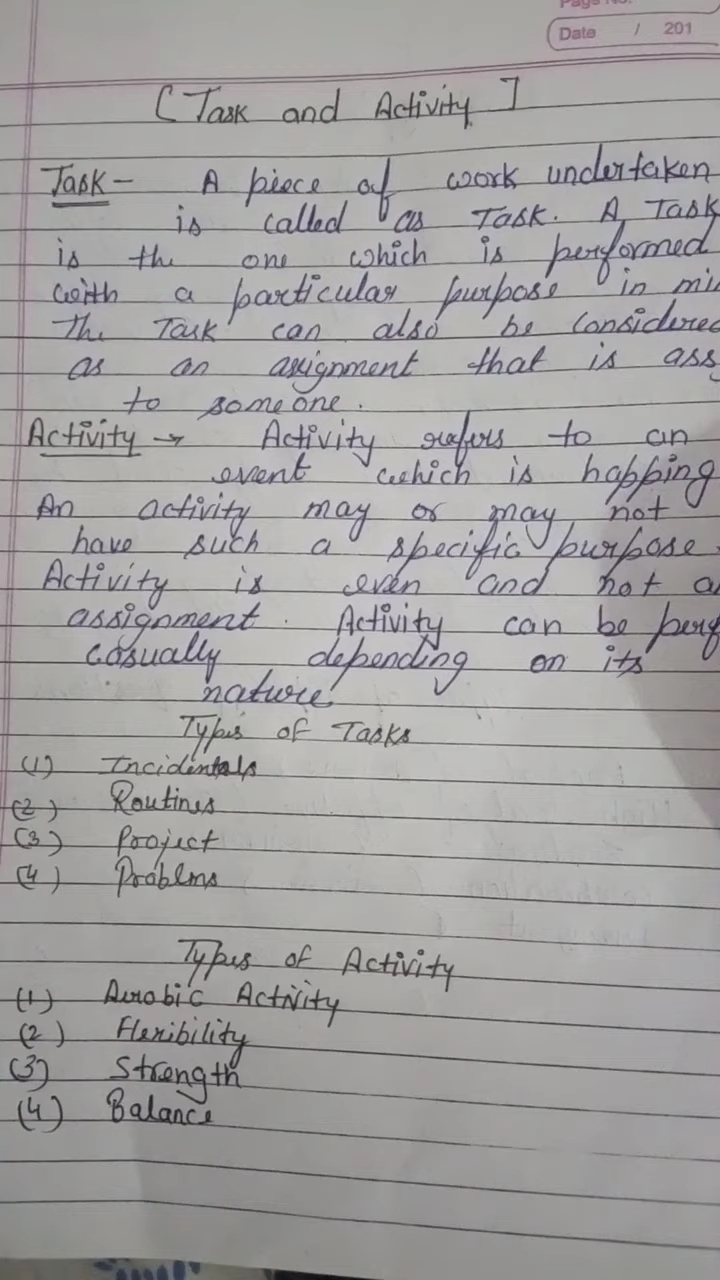 Page No.
Date / 201
[Task and Activity]
Task - A piece of work undertaken
is called as Task. A Task
is the one which is performed
with a particular purpose in mi
The Task can also be considere
as an assignment that is ass
to someone.
Activity → Activity refers to an
event which is happing
An activity may or may not
have such a specific purpose
Activity is even and not a
assignment. Activity can be perf
casually depending on its
nature.
Types of Tasks
(1) Incidentals
(2) Routines
(3) Project
(4) Problms
Types of Activity
(1) Aerobic Activity
(2) Flexibility
(3) Strength
(4) Balance